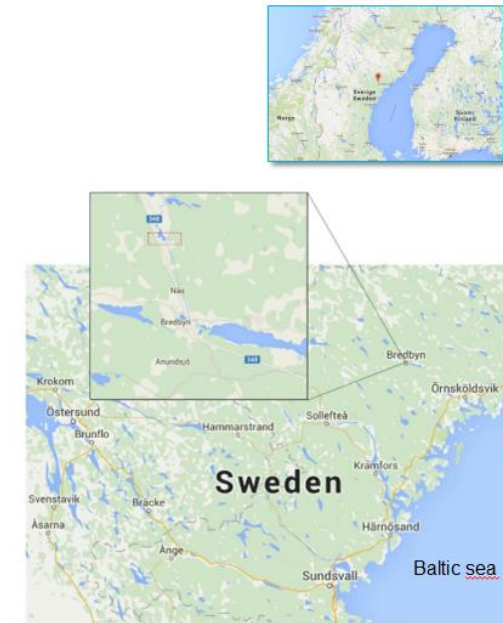 Norge
Sverige
Sweden
Suomi
Finland
348
Näs
Bredbyn
Anundsjö
348
Bredbyn
Krokom
Örnsköldsvik
Östersund
Brunflo
Hammarstrand
Sollefteå
Sweden
Kramfors
Svenstavik
Bräcke
Åsarna
Härnösand
Ånge
Sundsvall
Baltic sea